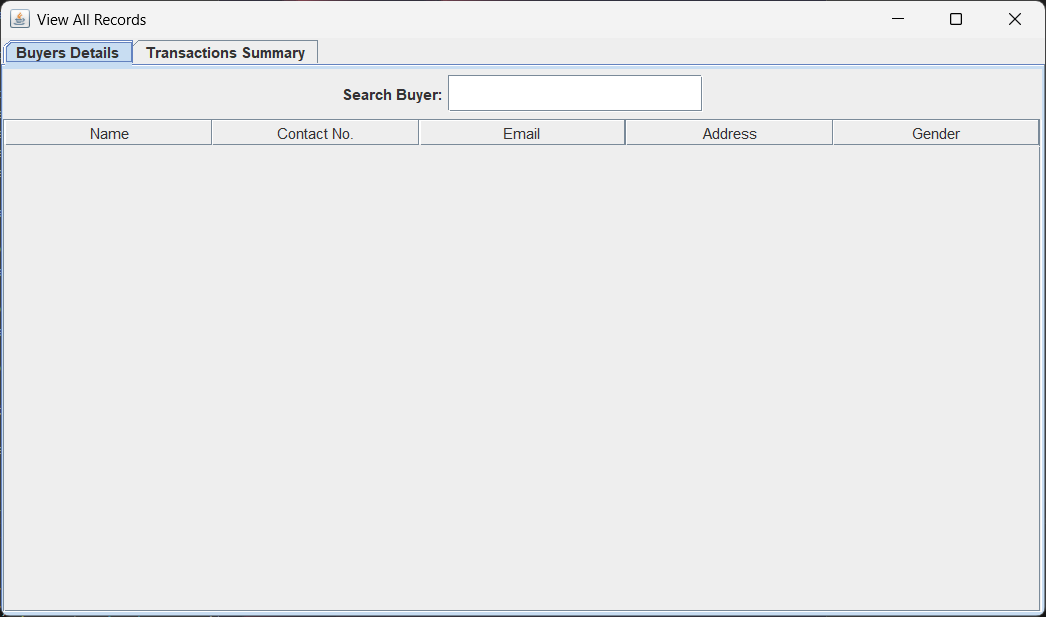 View All Records
Buyers Details Transactions Summary
Search Buyer:
Name Contact No. Email Address Gender